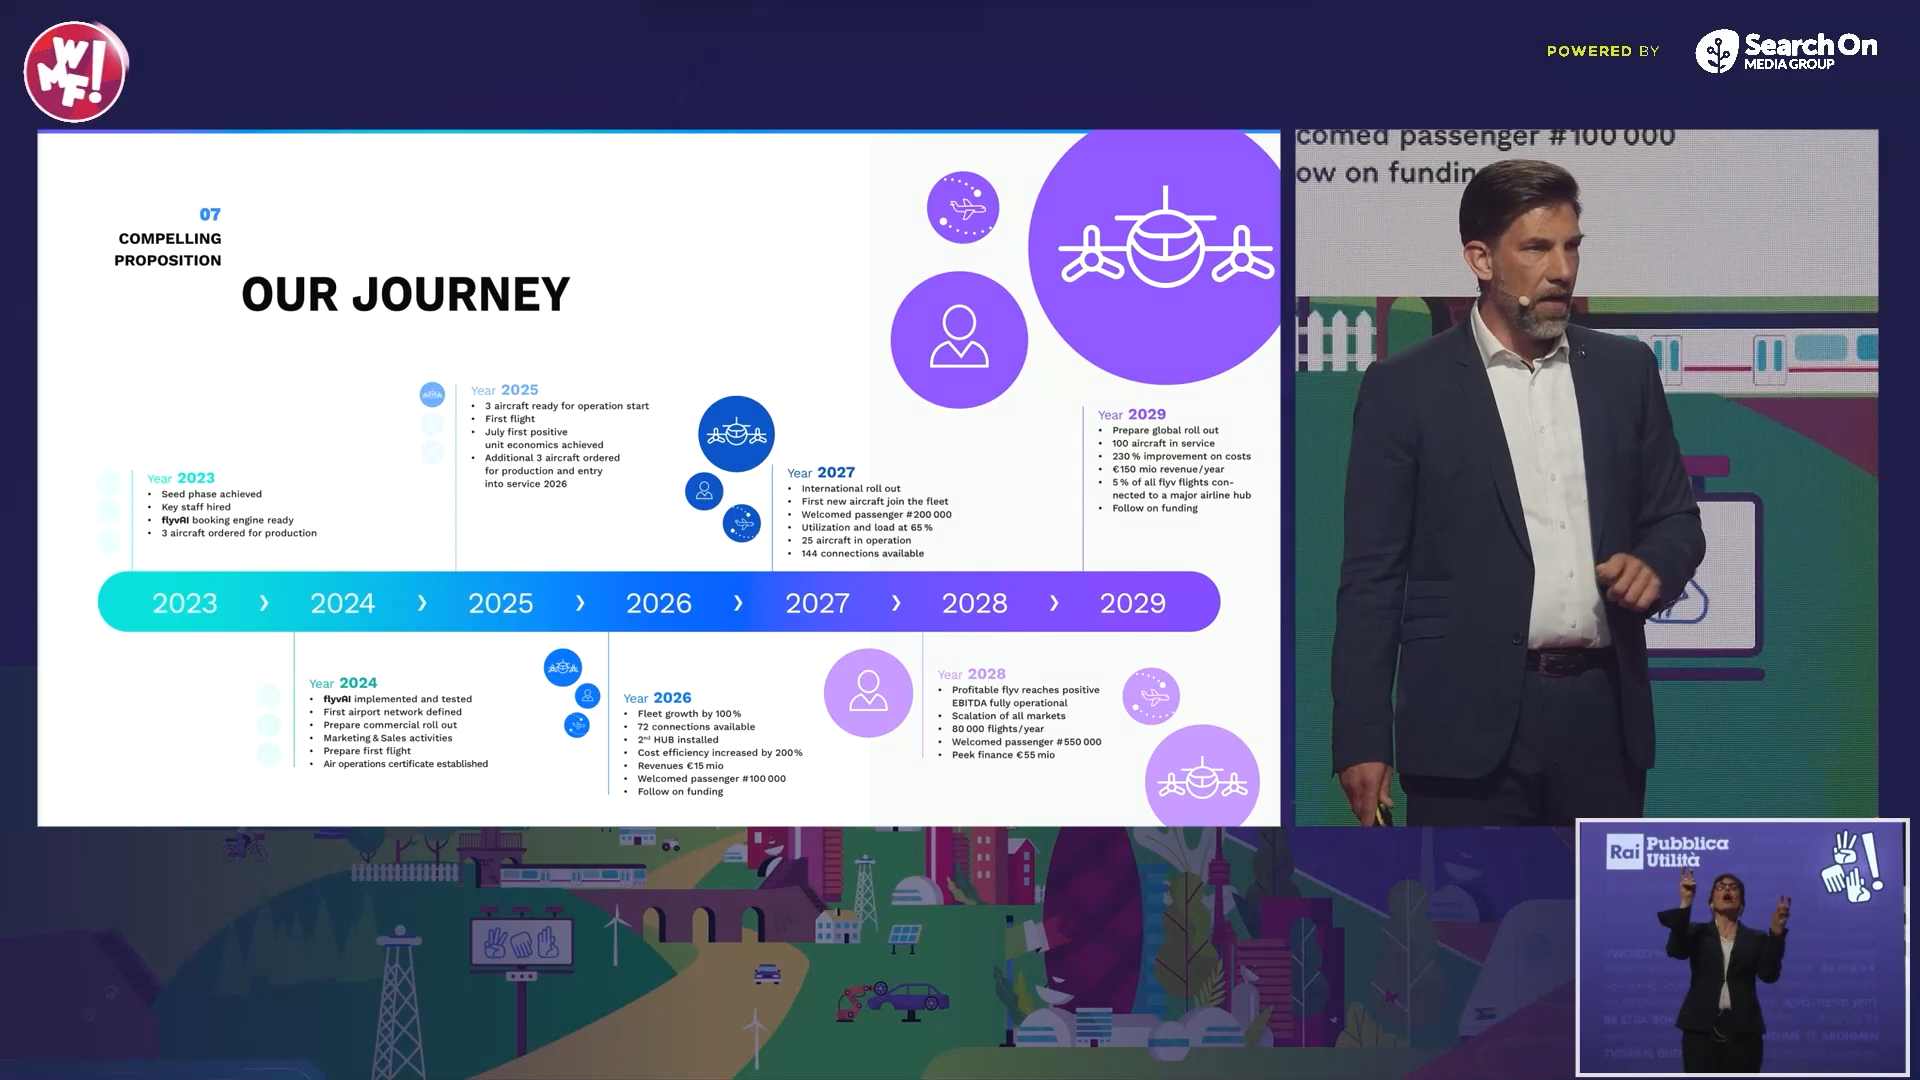 WMF!
POWERED BY
Search On
MEDIA GROUP
07
COMPELLING
PROPOSITION
OUR JOURNEY
Year 2025
• 3 aircraft ready for operation start
• First flight
• July first positive
unit economics achieved
• Additional 3 aircraft ordered
for production and entry
into service 2026
Year 2023
• Seed phase achieved
• Key staff hired
• flyvAI booking engine ready
• 3 aircraft ordered for production
Year 2027
• International roll out
• First new aircraft join the fleet
• Welcomed passenger #200 000
• Utilization and load at 65 %
• 25 aircraft in operation
• 144 connections available
Year 2029
• Prepare global roll out
• 100 aircraft in service
• 230 % improvement on costs
• €150 mio revenue/year
• 5 % of all flyv flights con-
nected to a major airline hub
• Follow on funding
2023 › 2024 › 2025 › 2026 › 2027 › 2028 › 2029
Year 2024
• flyvAI implemented and tested
• First airport network defined
• Prepare commercial roll out
• Marketing & Sales activities
• Prepare first flight
• Air operations certificate established
Year 2026
• Fleet growth by 100 %
• 72 connections available
• 2nd HUB installed
• Cost efficiency increased by 200 %
• Revenues €15 mio
• Welcomed passenger #100 000
• Follow on funding
Year 2028
• Profitable flyv reaches positive
EBITDA fully operational
• Scalation of all markets
• 80 000 flights/year
• Welcomed passenger #550 000
• Peek finance €55 mio
comed passenger #100 000
ow on fundin
Rai Pubblica
Utilità